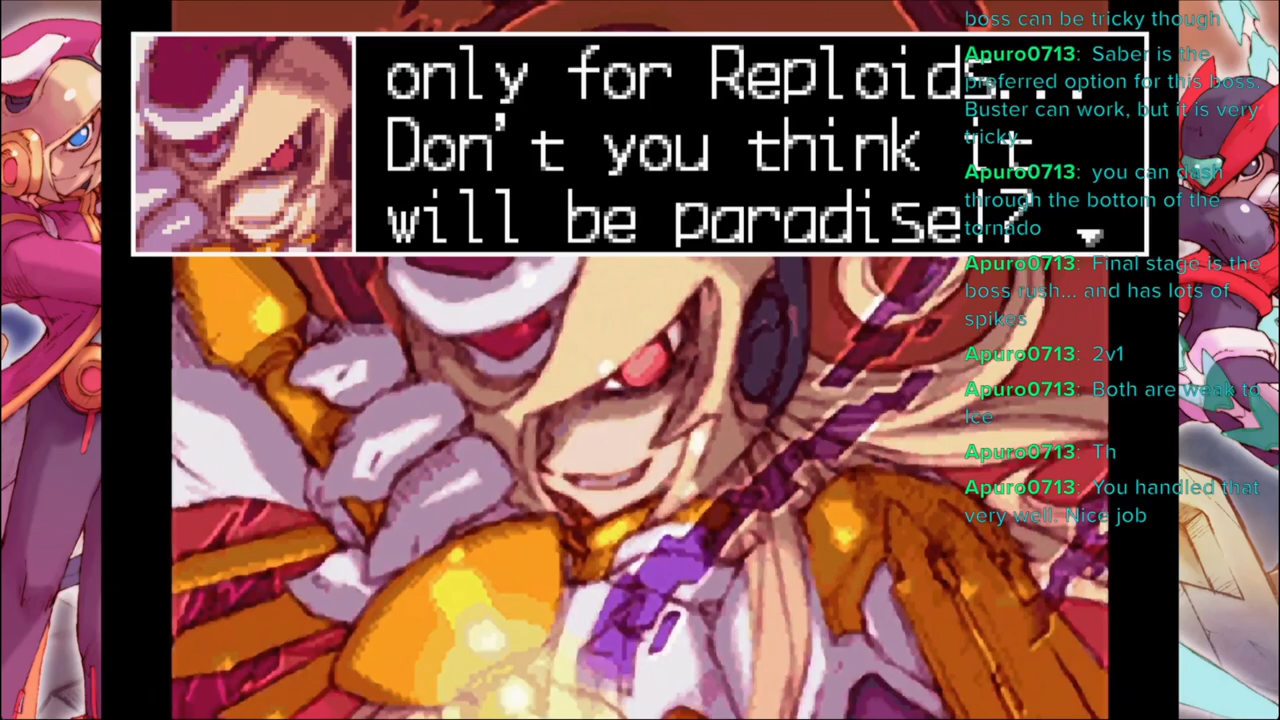 only for Reploids...
Don't you think it
will be paradise!?
boss can be tricky though
Apuro0713: Saber is the
preferred option for this boss.
Buster can work, but it is very
tricky.
Apuro0713: you can dash
through the bottom of the
tornado
Apuro0713: Final stage is the
boss rush... and has lots of
spikes
Apuro0713: 2v1
Apuro0713: Both are weak to
Ice
Apuro0713: Th
Apuro0713: You handled that
very well. Nice job